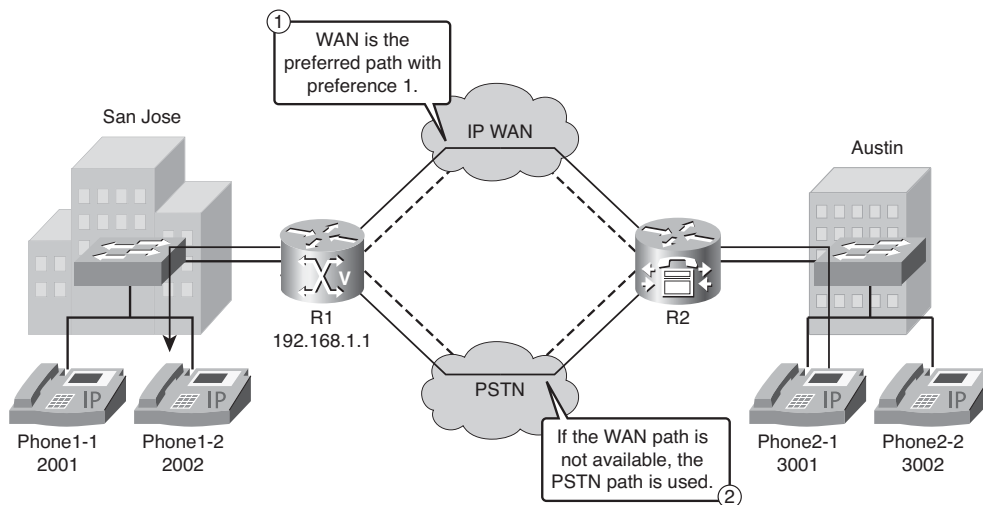 1
WAN is the
preferred path with
preference 1.
San Jose
IP WAN
Austin
V
R1
192.168.1.1
R2
PSTN
IP
IP
IP
IP
Phone1-1
2001
Phone1-2
2002
If the WAN path is
not available, the
PSTN path is used.
2
Phone2-1
3001
Phone2-2
3002